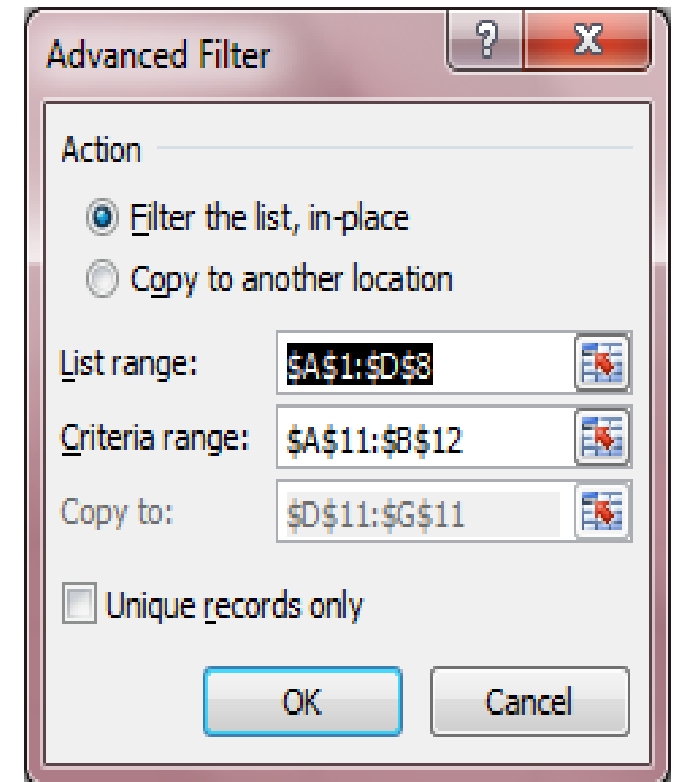 Advanced Filter
?
X
Action
Filter the list, in-place
Copy to another location
List range: $A$1:$D$8
Criteria range: $A$11:$B$12
Copy to: $D$11:$G$11
Unique records only
OK Cancel